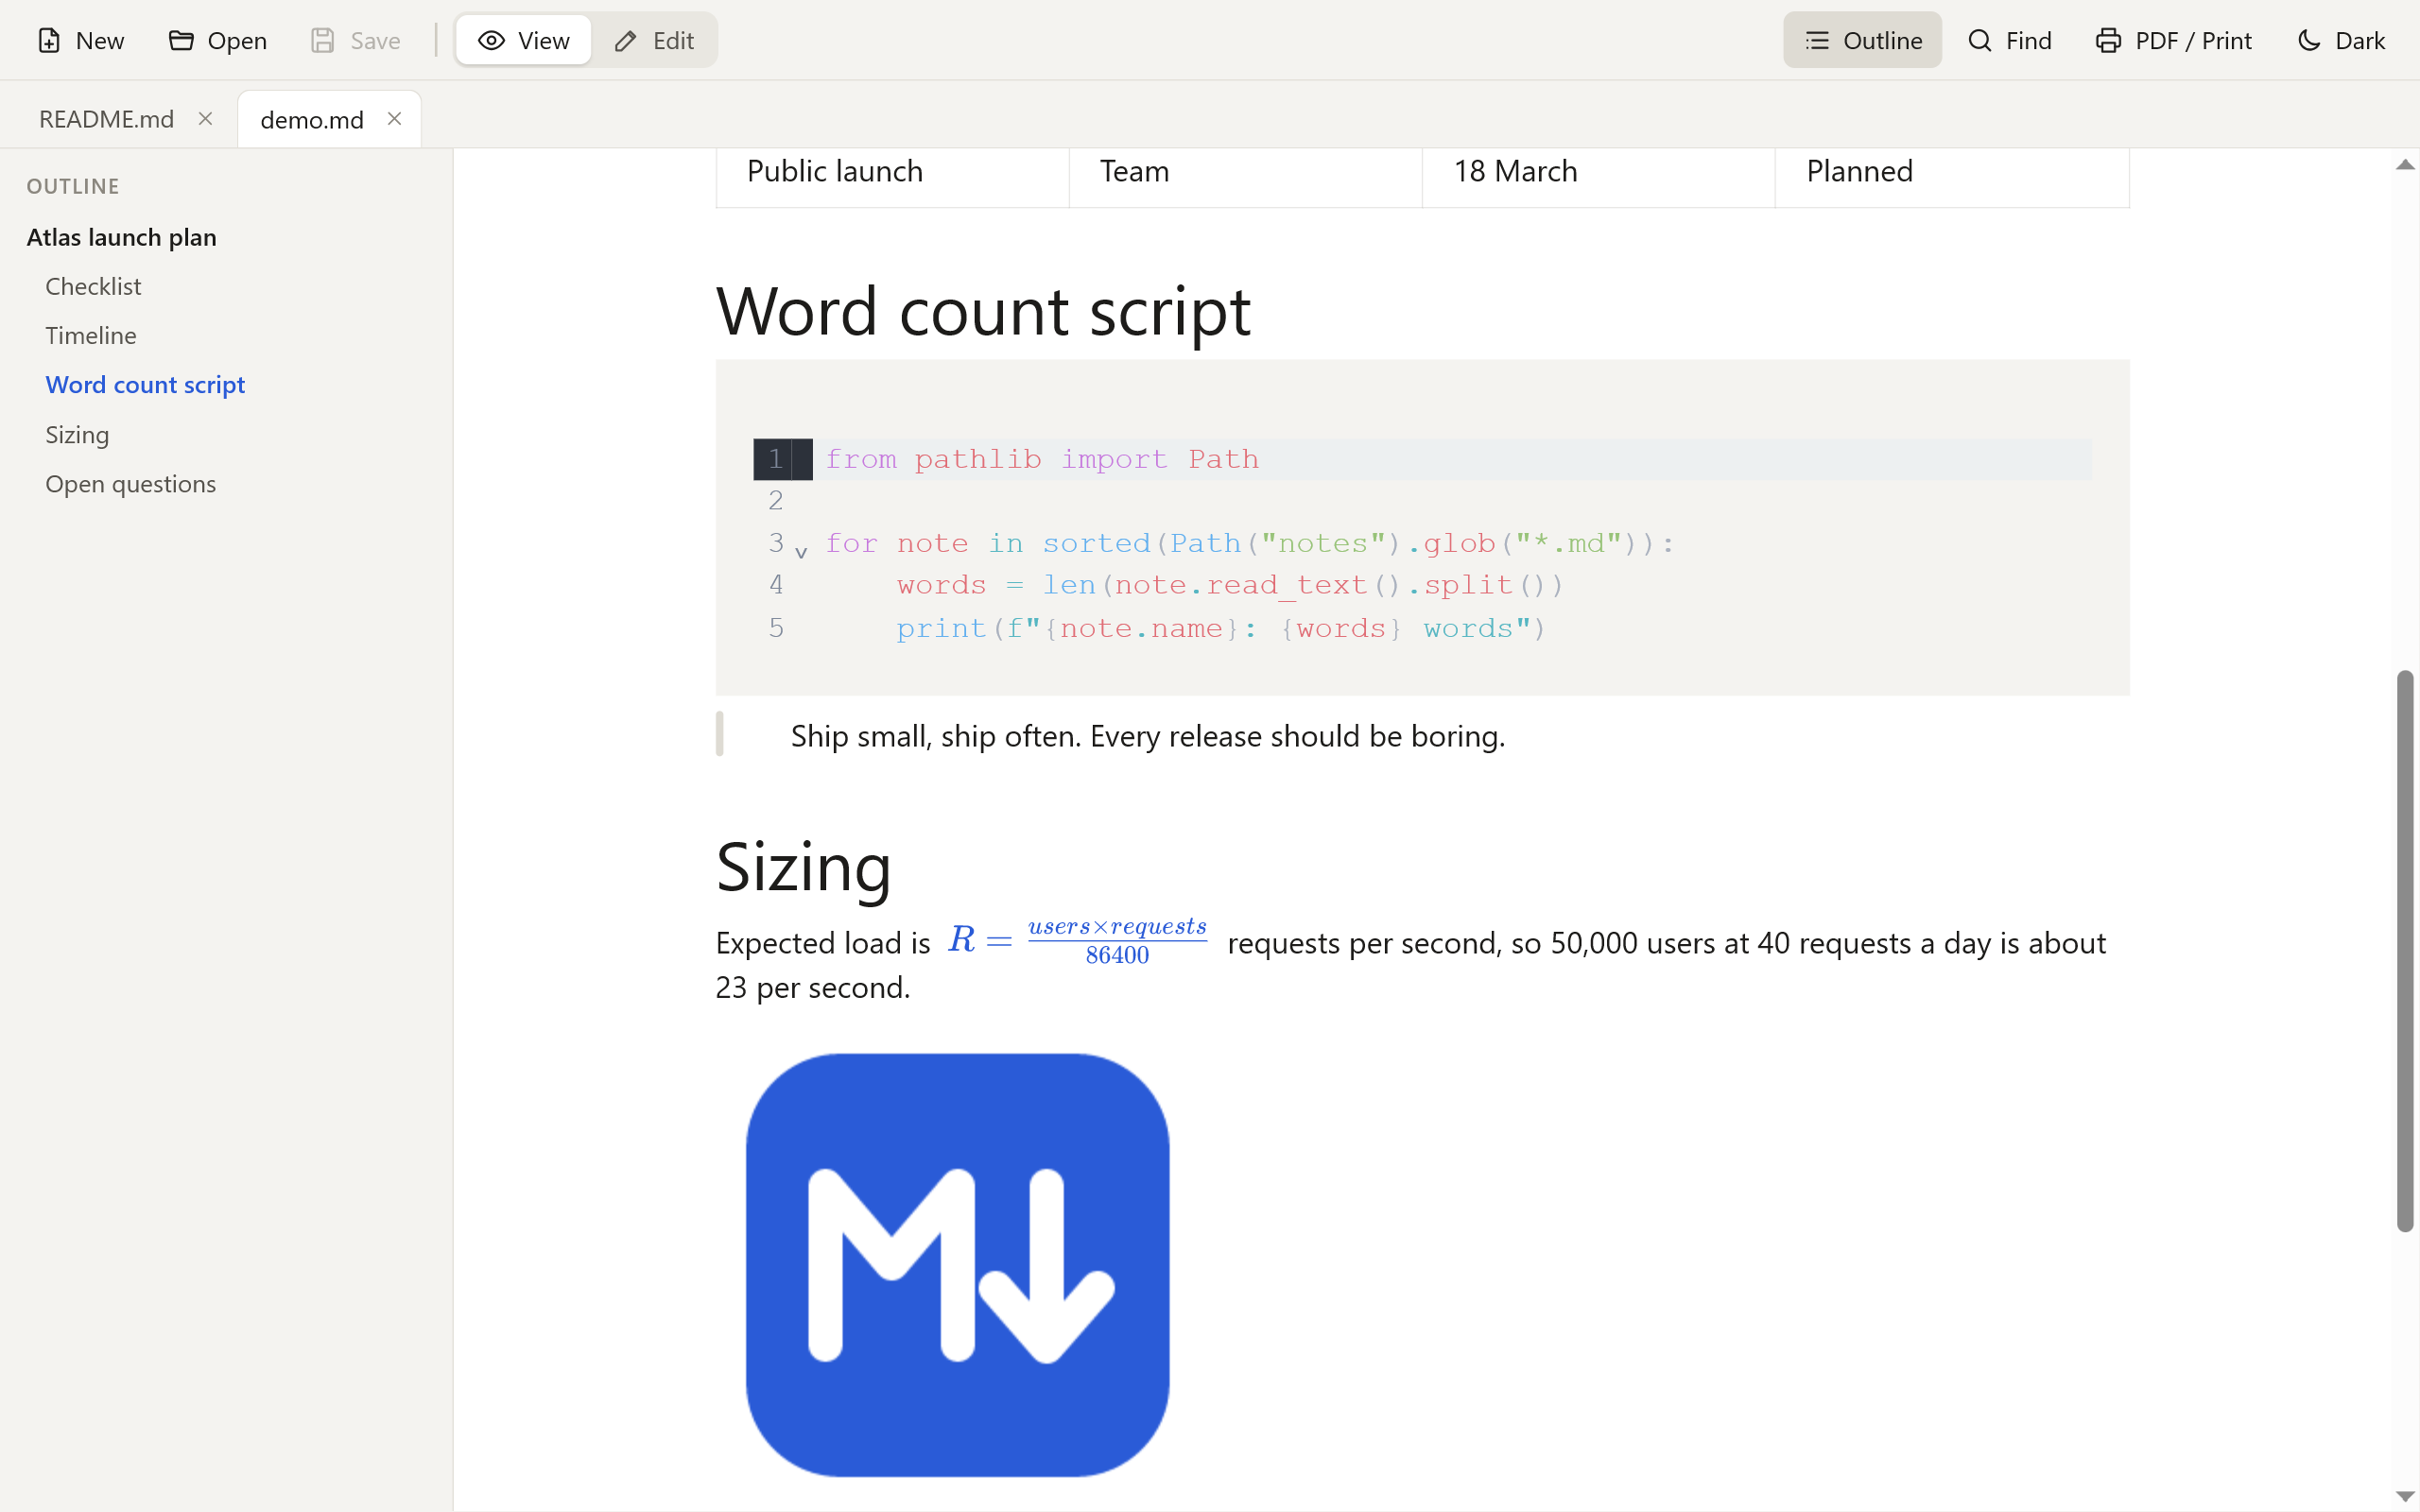 New Open Save View Edit Outline Find PDF / Print Dark
README.md demo.md
OUTLINE
Atlas launch plan
Checklist
Timeline
Word count script
Sizing
Open questions
Public launch Team 18 March Planned
Word count script
1 from pathlib import Path
2
3 for note in sorted(Path("notes").glob("*.md")):
4     words = len(note.read_text().split())
5     print(f"{note.name}: {words} words")
Ship small, ship often. Every release should be boring.
Sizing
Expected load is R = users×requests / 86400 requests per second, so 50,000 users at 40 requests a day is about
23 per second.
M